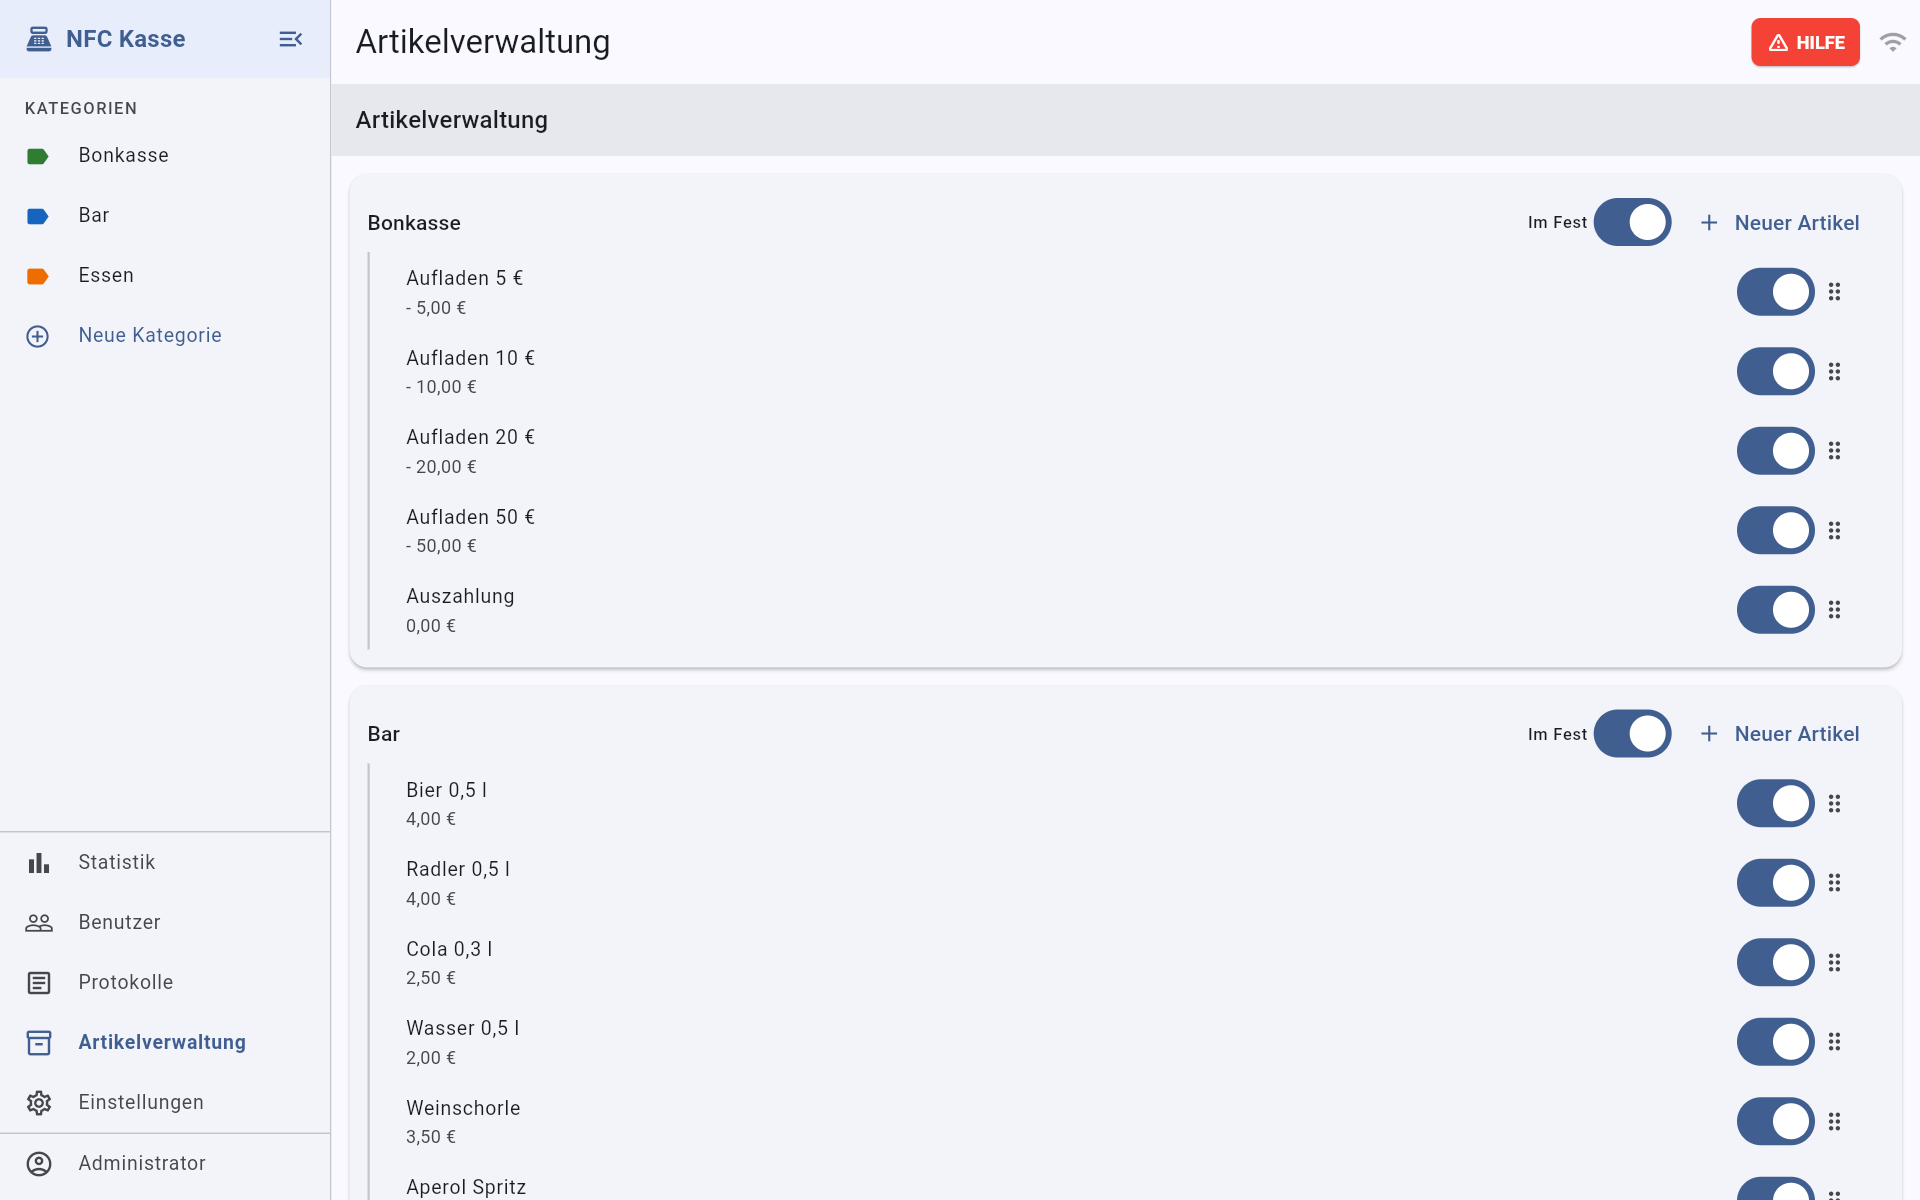 NFC Kasse
KATEGORIEN
Bonkasse
Bar
Essen
Neue Kategorie
Statistik
Benutzer
Protokolle
Artikelverwaltung
Einstellungen
Administrator
Artikelverwaltung
HILFE
Artikelverwaltung
Bonkasse
Im Fest
Neuer Artikel
Aufladen 5 €
- 5,00 €
Aufladen 10 €
- 10,00 €
Aufladen 20 €
- 20,00 €
Aufladen 50 €
- 50,00 €
Auszahlung
0,00 €
Bar
Im Fest
Neuer Artikel
Bier 0,5 l
4,00 €
Radler 0,5 l
4,00 €
Cola 0,3 l
2,50 €
Wasser 0,5 l
2,00 €
Weinschorle
3,50 €
Aperol Spritz